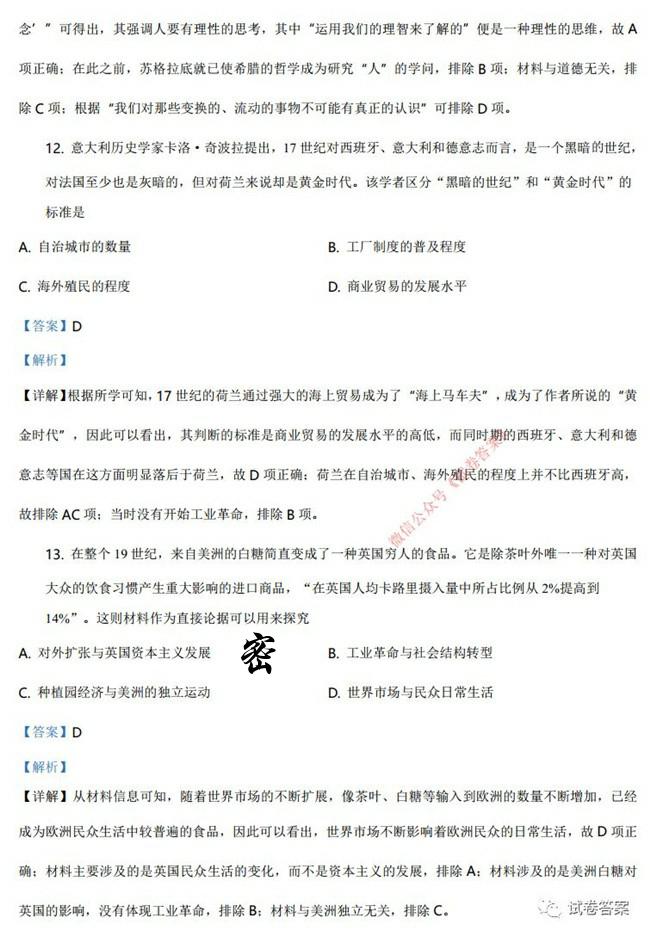 念’”可得出，其强调人要有理性的思考，其中“运用我们的理智来了解的”便是一种理性的思维，故 A
项正确；在此之前，苏格拉底就已使希腊的哲学成为研究“人”的学问，排除 B 项；材料与道德无关，排
除 C 项；根据“我们对那些变换的、流动的事物不可能有真正的认识”可排除 D 项。
12. 意大利历史学家卡洛·奇波拉提出，17 世纪对西班牙、意大利和德意志而言，是一个黑暗的世纪，
对法国至少也是灰暗的，但对荷兰来说却是黄金时代。该学者区分“黑暗的世纪”和“黄金时代”的
标准是
A. 自治城市的数量 B. 工厂制度的普及程度
C. 海外殖民的程度 D. 商业贸易的发展水平
【答案】D
【解析】
【详解】根据所学可知，17 世纪的荷兰通过强大的海上贸易成为了“海上马车夫”，成为了作者所说的“黄
金时代”，因此可以看出，其判断的标准是商业贸易的发展水平的高低，而同时期的西班牙、意大利和德
意志等国在这方面明显落后于荷兰，故 D 项正确；荷兰在自治城市、海外殖民的程度上并不比西班牙高，
故排除 AC 项；当时没有开始工业革命，排除 B 项。
微信公众号《试卷答案》
13. 在整个 19 世纪，来自美洲的白糖简直变成了一种英国穷人的食品。它是除茶叶外唯一一种对英国
大众的饮食习惯产生重大影响的进口商品，“在英国人均卡路里摄入量中所占比例从 2%提高到
14%”。这则材料作为直接论据可以用来探究
A. 对外扩张与英国资本主义发展 密 B. 工业革命与社会结构转型
C. 种植园经济与美洲的独立运动 D. 世界市场与民众日常生活
【答案】D
【解析】
【详解】从材料信息可知，随着世界市场的不断扩展，像茶叶、白糖等输入到欧洲的数量不断增加，已经
成为欧洲民众生活中较普遍的食品，因此可以看出，世界市场不断影响着欧洲民众的日常生活，故 D 项正
确；材料主要涉及的是英国民众生活的变化，而不是资本主义的发展，排除 A；材料涉及的是美洲白糖对
英国的影响，没有体现工业革命，排除 B；材料与美洲独立无关，排除 C。
试卷答案